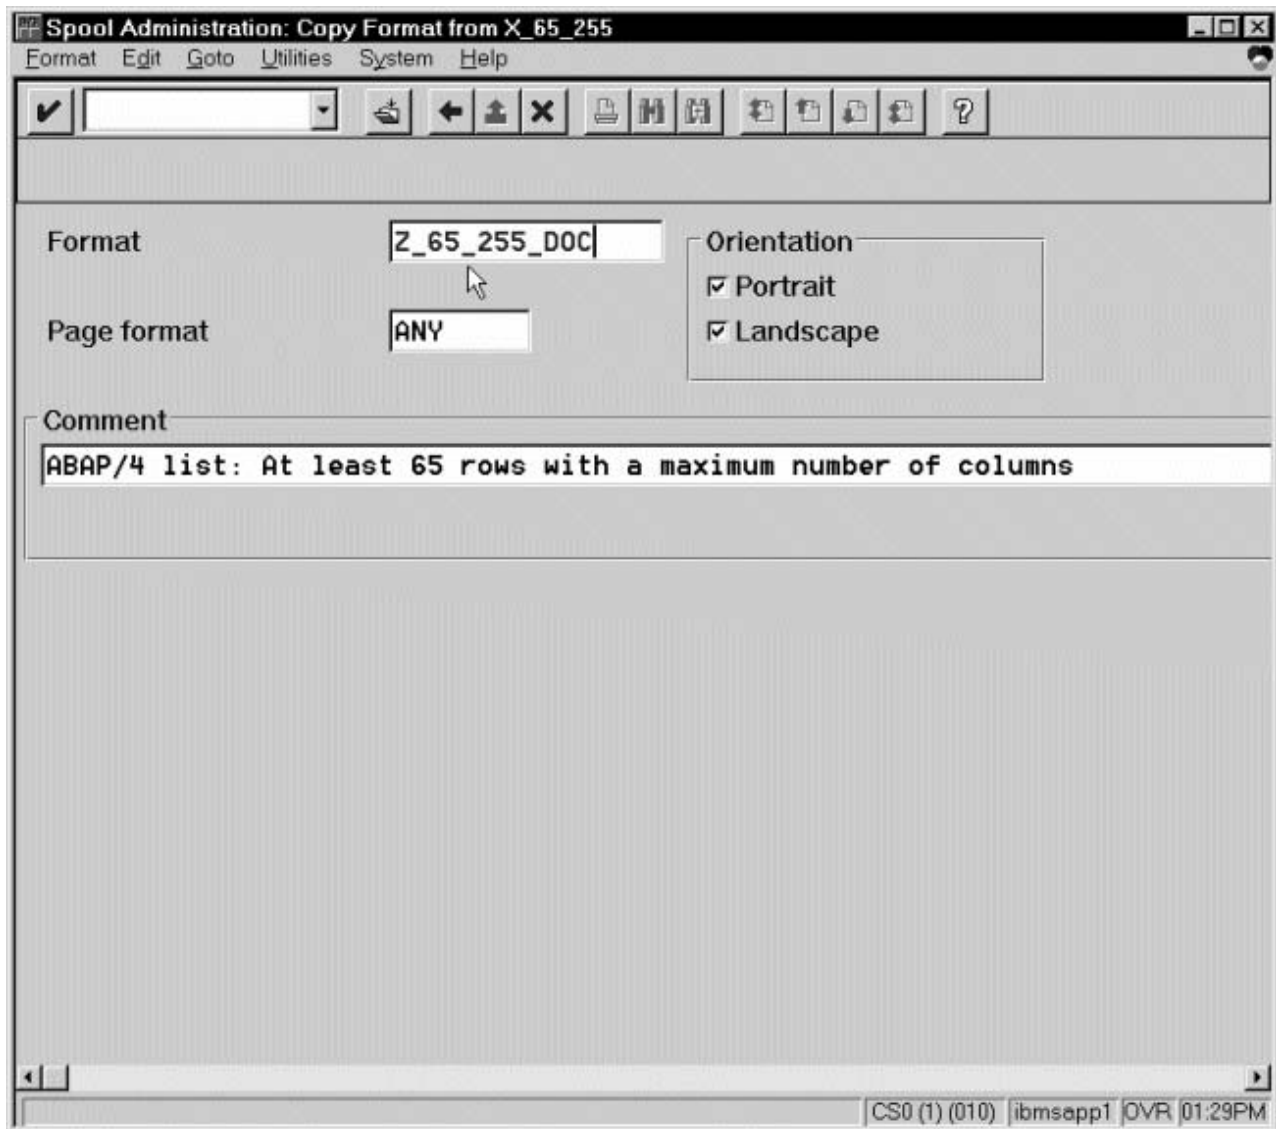 Spool Administration: Copy Format from X_65_255
Format Edit Goto Utilities System Help
Format Z_65_255_DOC Orientation
Portrait
Page format ANY Landscape
Comment
ABAP/4 list: At least 65 rows with a maximum number of columns
CS0 (1) (010) ibmsapp1 OVR 01:29PM